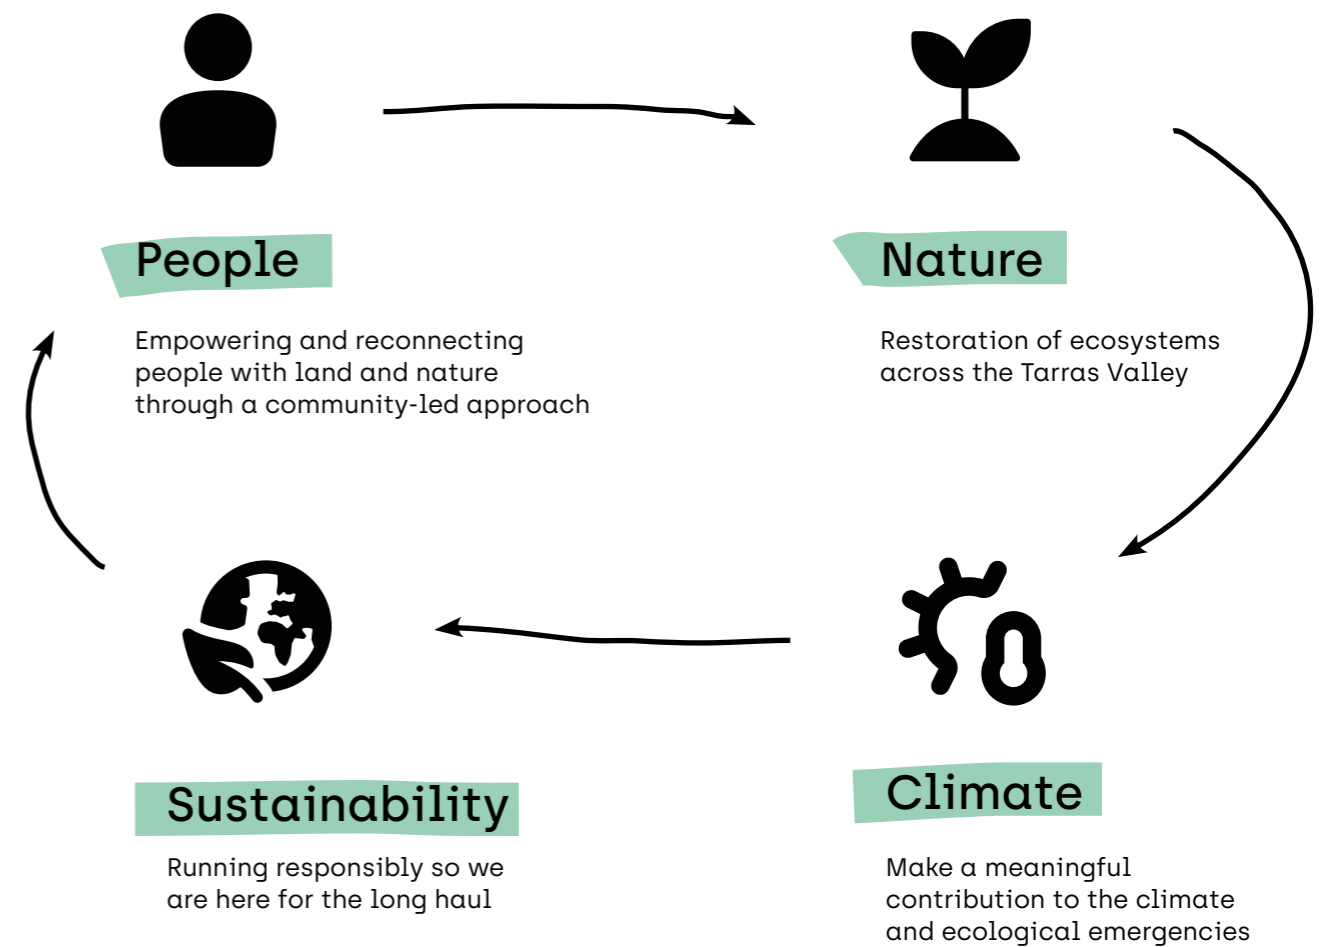 People
Empowering and reconnecting
people with land and nature
through a community-led approach
Nature
Restoration of ecosystems
across the Tarras Valley
Sustainability
Running responsibly so we
are here for the long haul
Climate
Make a meaningful
contribution to the climate
and ecological emergencies